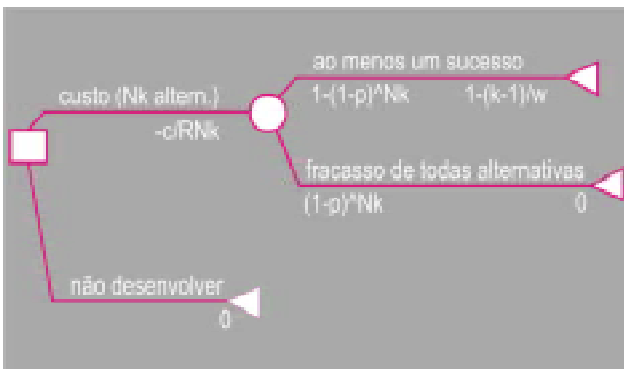 ao menos um sucesso
custo (Nk altern.)
1-(1-p)^Nk 1-(k-1)/w
-c/RNk
fracasso de todas alternativas
(1-p)^Nk 0
não desenvolver
0